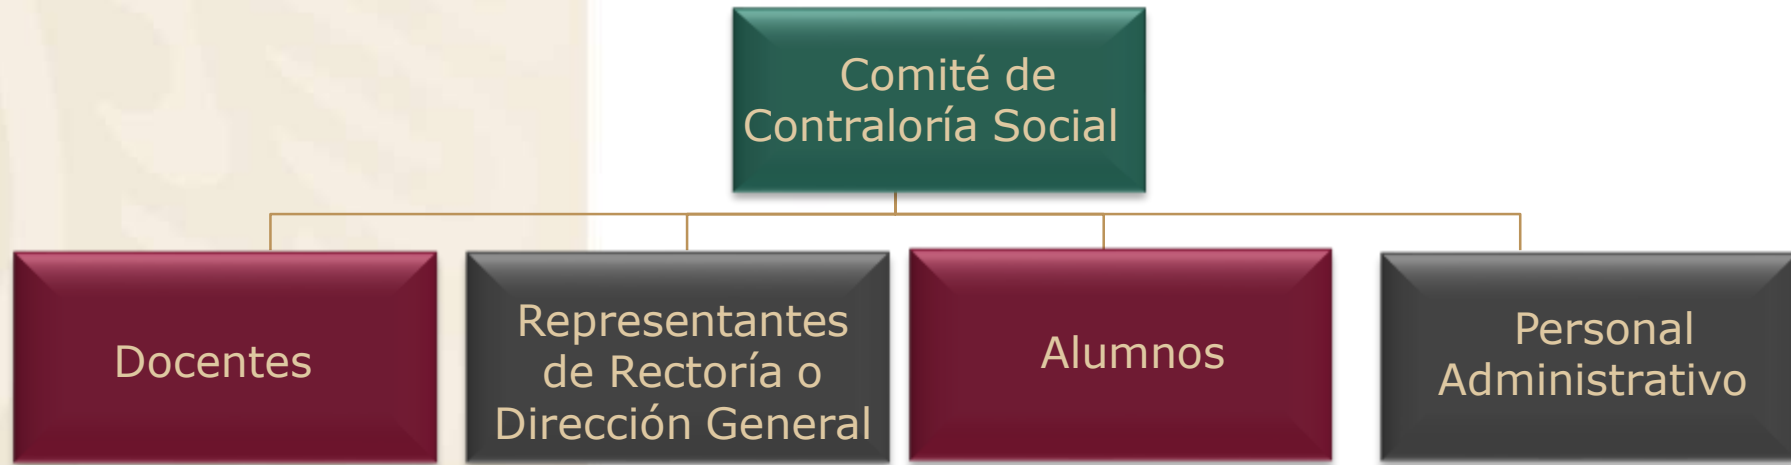 Comité de
Contraloría Social
Docentes
Representantes
de Rectoría o
Dirección General
Alumnos
Personal
Administrativo